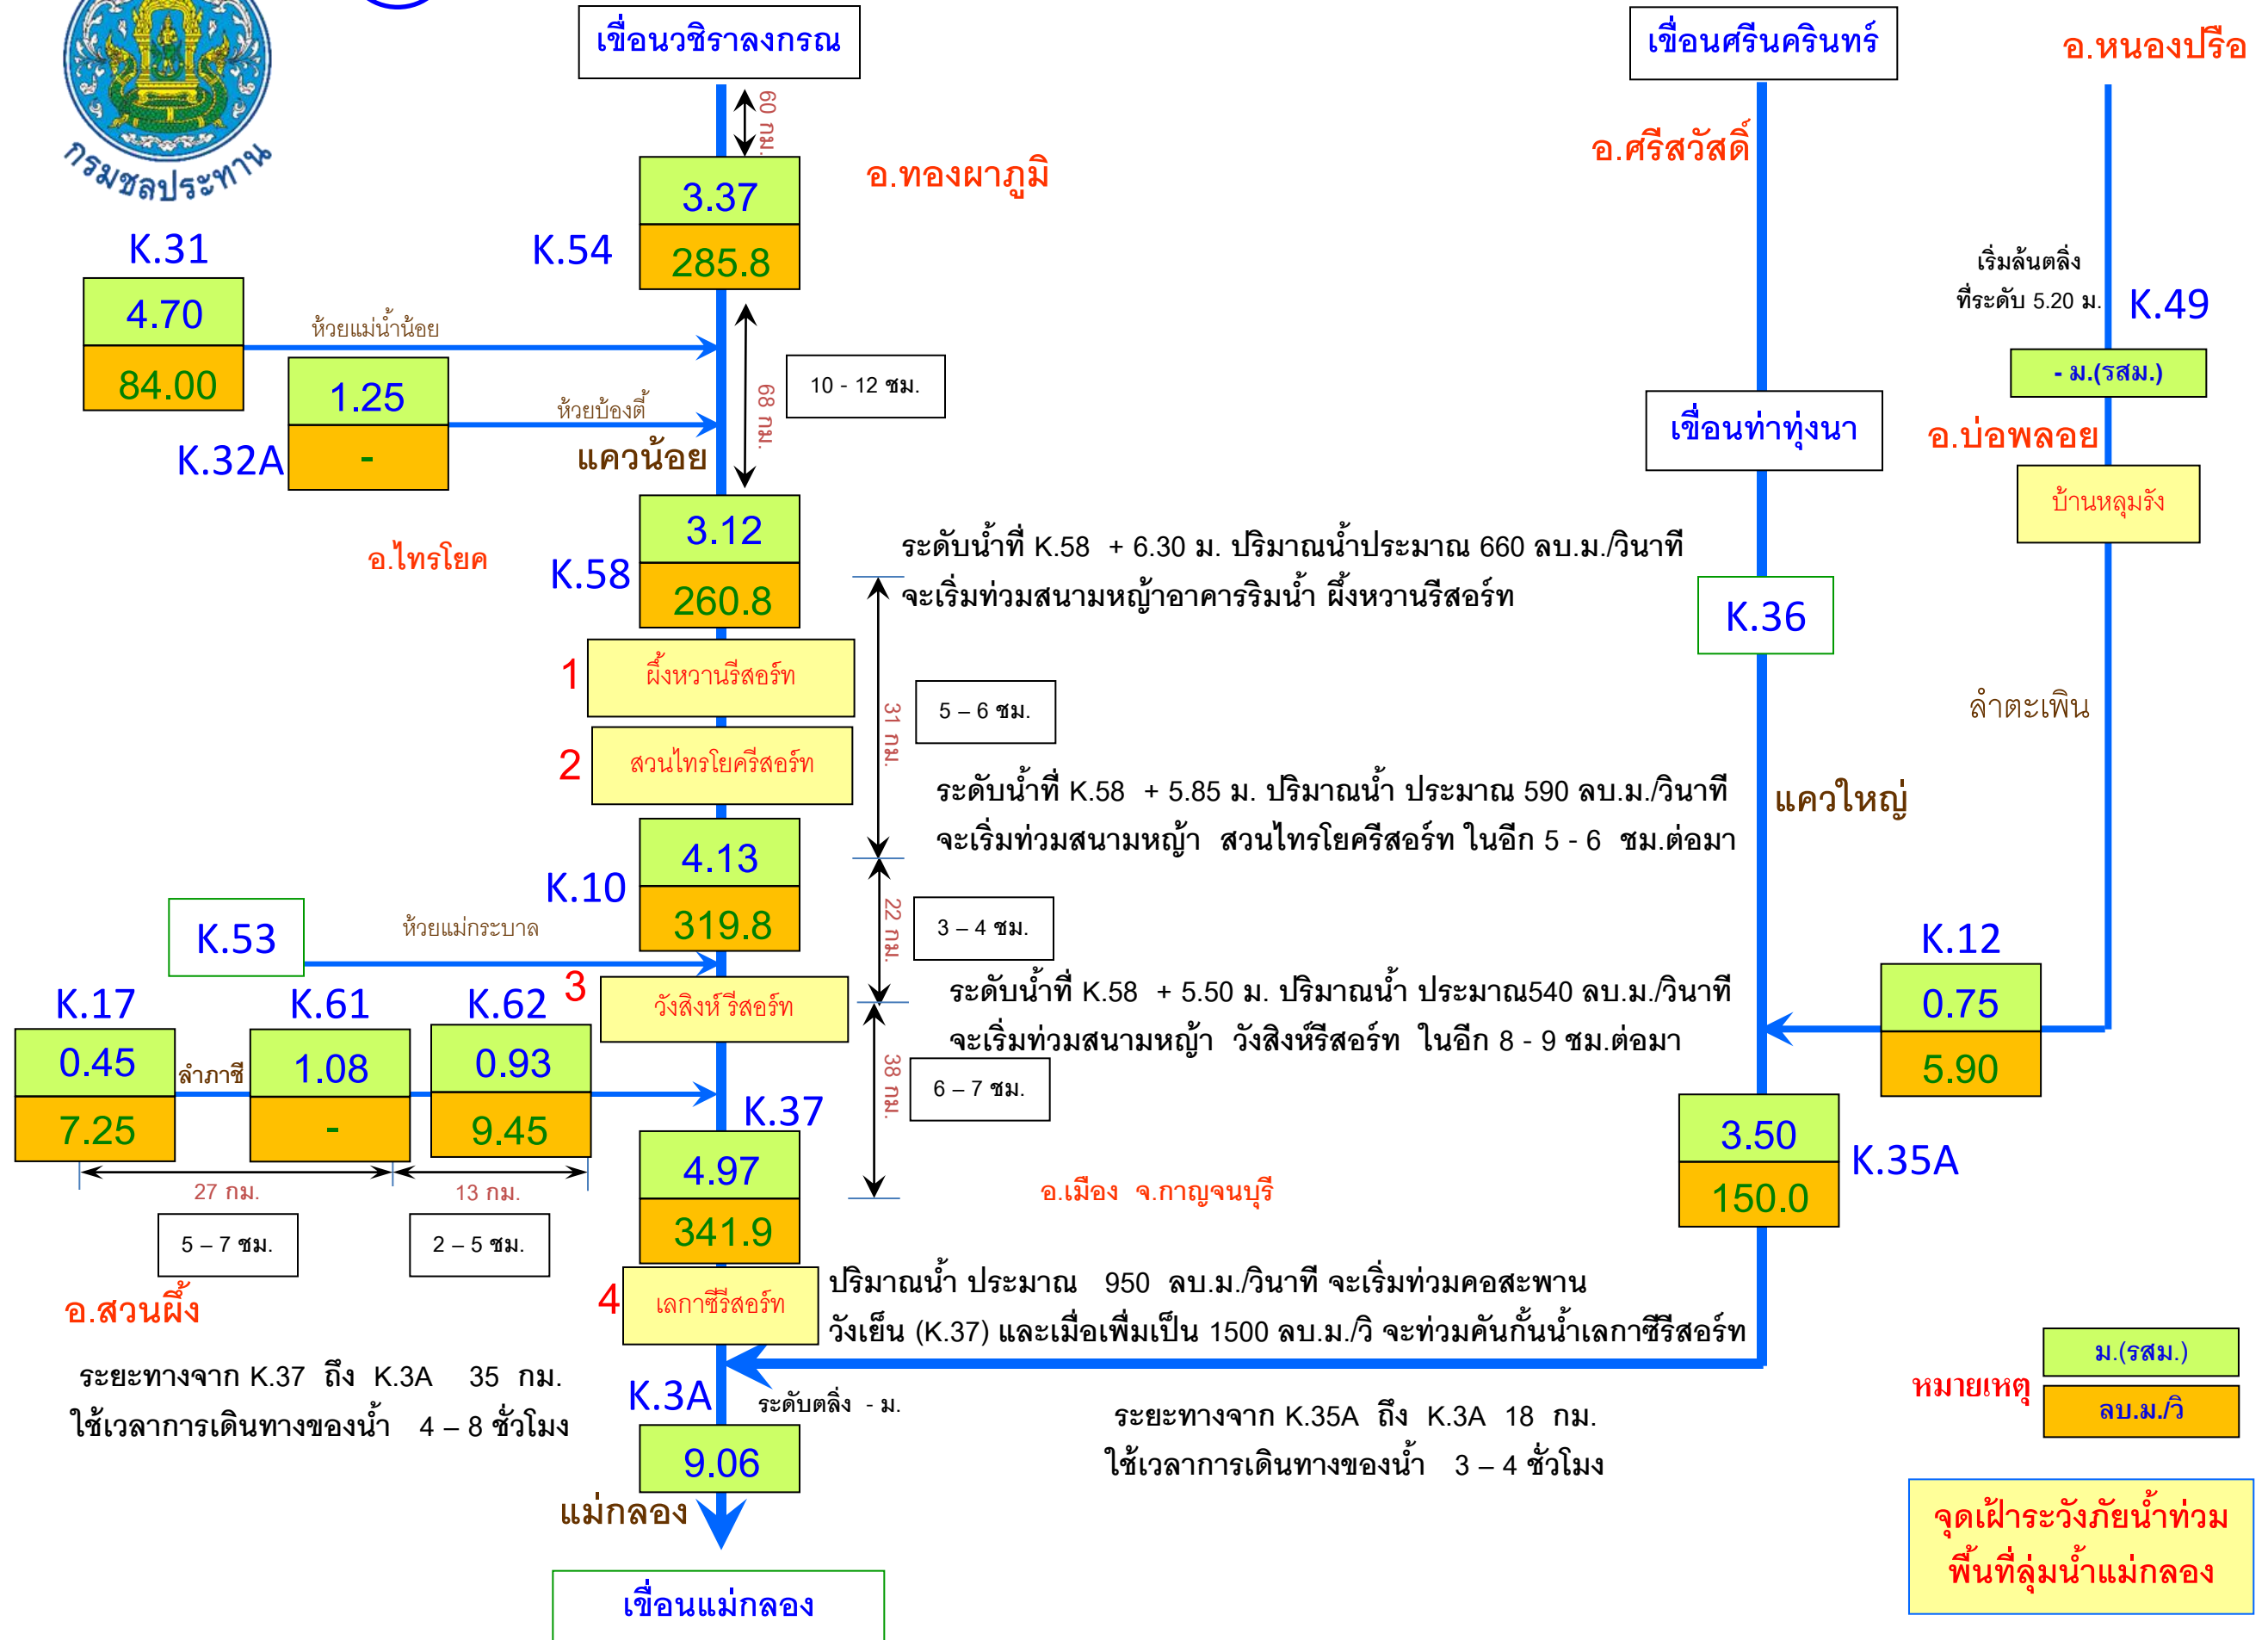 กรมชลประทาน
เขื่อนวชิราลงกรณ
เขื่อนศรีนครินทร์
อ.หนองปรือ
60 กม.
อ.ศรีสวัสดิ์
อ.ทองผาภูมิ
K.54
3.37
285.8
K.31
4.70
84.00
ห้วยแม่น้ำน้อย
เริ่มล้นตลิ่ง
ที่ระดับ 5.20 ม.
K.49
- ม.(รสม.)
K.32A
1.25
-
ห้วยบ้องตี้
แควน้อย
68 กม.
10 - 12 ชม.
เขื่อนท่าทุ่งนา
อ.บ่อพลอย
บ้านหลุมรัง
อ.ไทรโยค
K.58
3.12
260.8
ระดับน้ำที่ K.58 + 6.30 ม. ปริมาณน้ำประมาณ 660 ลบ.ม./วินาที
จะเริ่มท่วมสนามหญ้าอาคารริมน้ำ ผึ้งหวานรีสอร์ท
K.36
1
ผึ้งหวานรีสอร์ท
31 กม.
5 – 6 ชม.
ลำตะเพิน
2
สวนไทรโยครีสอร์ท
ระดับน้ำที่ K.58 + 5.85 ม. ปริมาณน้ำ ประมาณ 590 ลบ.ม./วินาที
จะเริ่มท่วมสนามหญ้า สวนไทรโยครีสอร์ท ในอีก 5 - 6 ชม.ต่อมา
แควใหญ่
K.10
4.13
319.8
22 กม.
3 – 4 ชม.
K.53
ห้วยแม่กระบาล
K.12
0.75
5.90
3
วังสิงห์ รีสอร์ท
ระดับน้ำที่ K.58 + 5.50 ม. ปริมาณน้ำ ประมาณ540 ลบ.ม./วินาที
จะเริ่มท่วมสนามหญ้า วังสิงห์รีสอร์ท ในอีก 8 - 9 ชม.ต่อมา
K.17
0.45
7.25
ลำภาชี
K.61
1.08
-
K.62
0.93
9.45
38 กม.
6 – 7 ชม.
K.37
4.97
341.9
3.50
150.0
K.35A
27 กม.
13 กม.
5 – 7 ชม.
2 – 5 ชม.
อ.เมือง จ.กาญจนบุรี
อ.สวนผึ้ง
4
เลกาซีรีสอร์ท
ปริมาณน้ำ ประมาณ 950 ลบ.ม./วินาที จะเริ่มท่วมคอสะพาน
วังเย็น (K.37) และเมื่อเพิ่มเป็น 1500 ลบ.ม./วิ จะท่วมคันกั้นน้ำเลกาซีรีสอร์ท
ระยะทางจาก K.37 ถึง K.3A 35 กม.
ใช้เวลาการเดินทางของน้ำ 4 – 8 ชั่วโมง
K.3A
ระดับตลิ่ง - ม.
9.06
ระยะทางจาก K.35A ถึง K.3A 18 กม.
ใช้เวลาการเดินทางของน้ำ 3 – 4 ชั่วโมง
หมายเหตุ
ม.(รสม.)
ลบ.ม./วิ
แม่กลอง
จุดเฝ้าระวังภัยน้ำท่วม
พื้นที่ลุ่มน้ำแม่กลอง
เขื่อนแม่กลอง